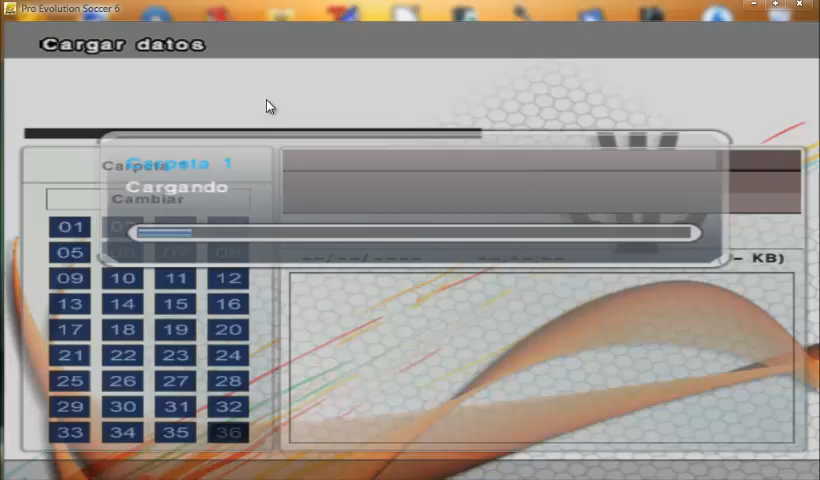 Pro Evolution Soccer 6
Cargar datos
Carpeta 1
Carpeta
Cargando
Cambiar
01
05
09 10 11 12
13 14 15 16
17 18 19 20
21 22 23 24
25 26 27 28
29 30 31 32
33 34 35 36
--/--/---- --:--:--
- KB)